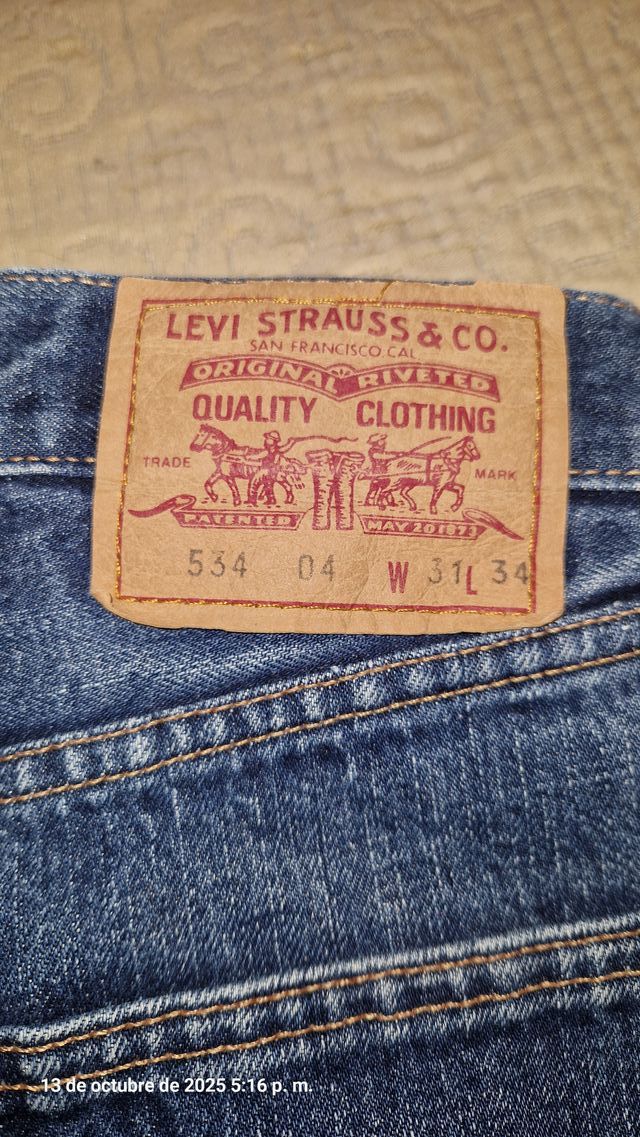 LEVI STRAUSS & CO.
SAN FRANCISCO CAL
ORIGINAL RIVETED
QUALITY CLOTHING
TRADE MARK
PATENTED MAY 20 1873
534 04 W 31 L 34
13 de octubre de 2025 5:16 p. m.